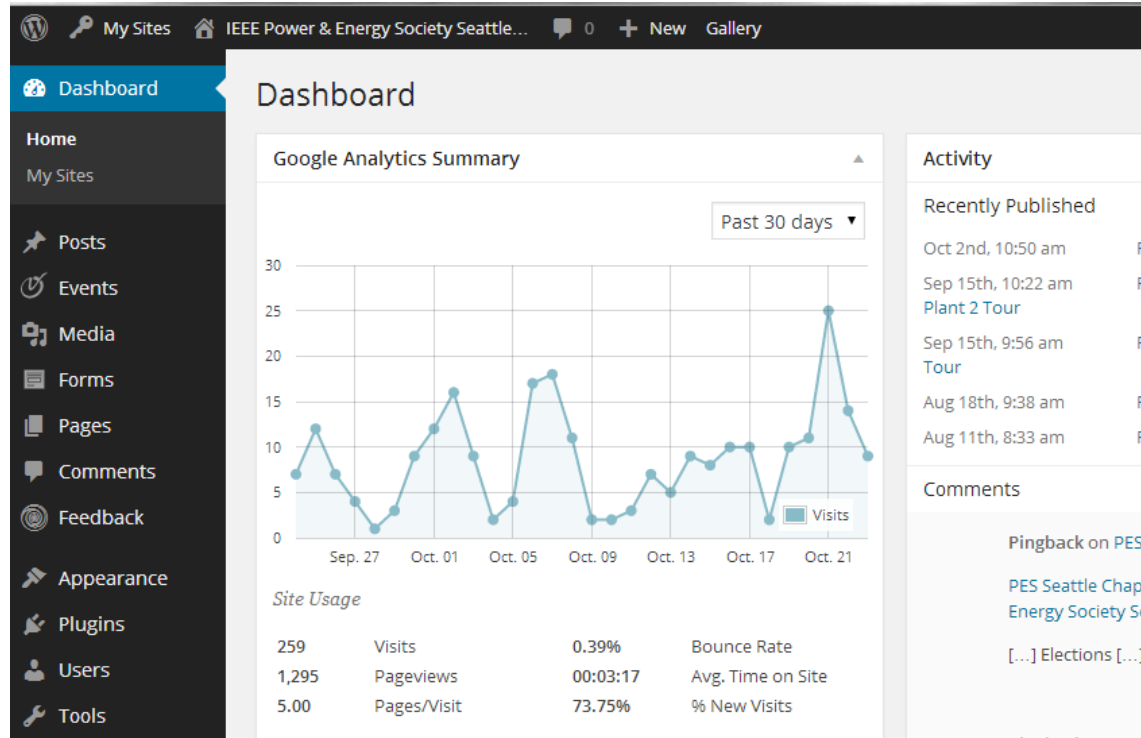 My Sites IEEE Power & Energy Society Seattle... 0 New Gallery
Dashboard
Home
My Sites
Posts
Events
Media
Forms
Pages
Comments
Feedback
Appearance
Plugins
Users
Tools
Dashboard
Google Analytics Summary
Past 30 days
30
25
20
15
10
5
0
Visits
Sep. 27 Oct. 01 Oct. 05 Oct. 09 Oct. 13 Oct. 17 Oct. 21
Site Usage
259 Visits 0.39% Bounce Rate
1,295 Pageviews 00:03:17 Avg. Time on Site
5.00 Pages/Visit 73.75% % New Visits
Activity
Recently Published
Oct 2nd, 10:50 am
Sep 15th, 10:22 am
Plant 2 Tour
Sep 15th, 9:56 am
Tour
Aug 18th, 9:38 am
Aug 11th, 8:33 am
Comments
Pingback on PES
PES Seattle Chap
Energy Society S
[...] Elections [...]